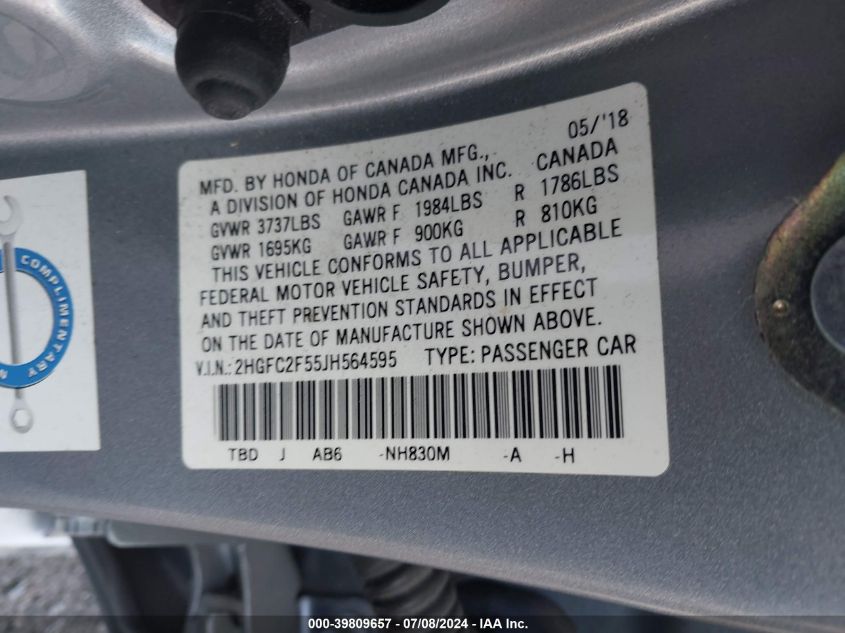 05/'18
MFD. BY HONDA OF CANADA MFG.,
A DIVISION OF HONDA CANADA INC. CANADA
GVWR 3737LBS GAWR F 1984LBS R 1786LBS
GVWR 1695KG GAWR F 900KG R 810KG
THIS VEHICLE CONFORMS TO ALL APPLICABLE
FEDERAL MOTOR VEHICLE SAFETY, BUMPER,
AND THEFT PREVENTION STANDARDS IN EFFECT
ON THE DATE OF MANUFACTURE SHOWN ABOVE.
V.I.N.: 2HGFC2F55JH564595 TYPE: PASSENGER CAR
TBD J AB6 -NH830M -A -H
COMPLIMENTARY
000-39809657 - 07/08/2024 - IAA Inc.